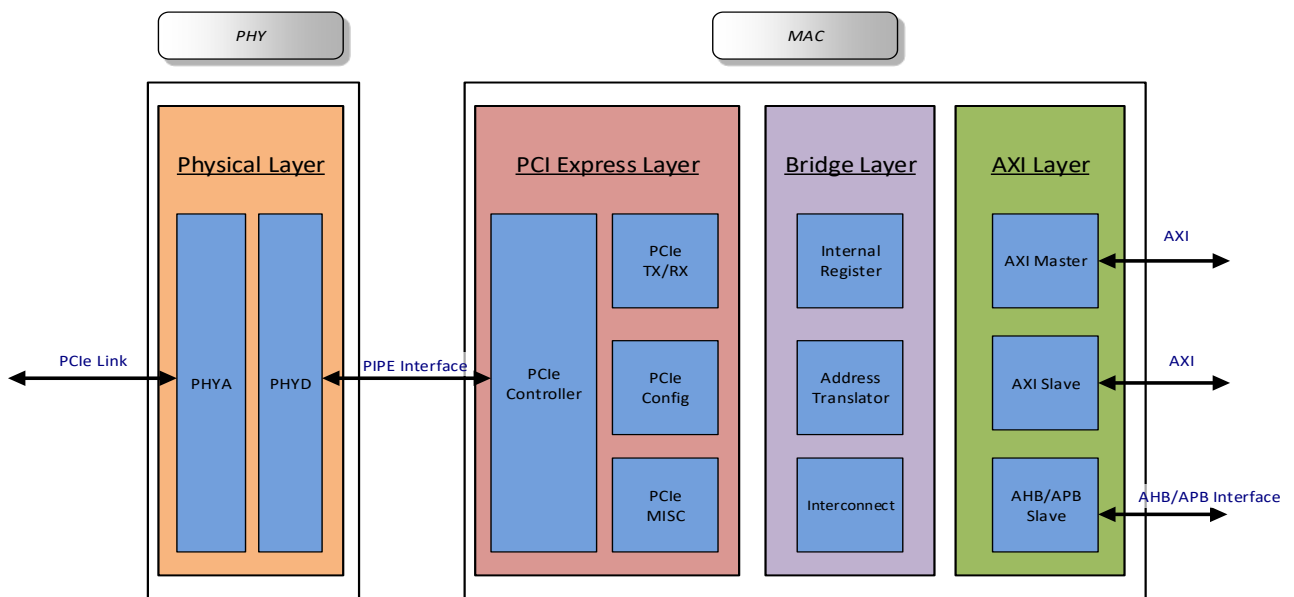 PHY
MAC
Physical Layer
PCI Express Layer
Bridge Layer
AXI Layer
PCIe Link
PHYA
PHYD
PIPE Interface
PCIe
Controller
PCIe
TX/RX
PCIe
Config
PCIe
MISC
Internal
Register
Address
Translator
Interconnect
AXI Master
AXI Slave
AHB/APB
Slave
AXI
AXI
AHB/APB Interface